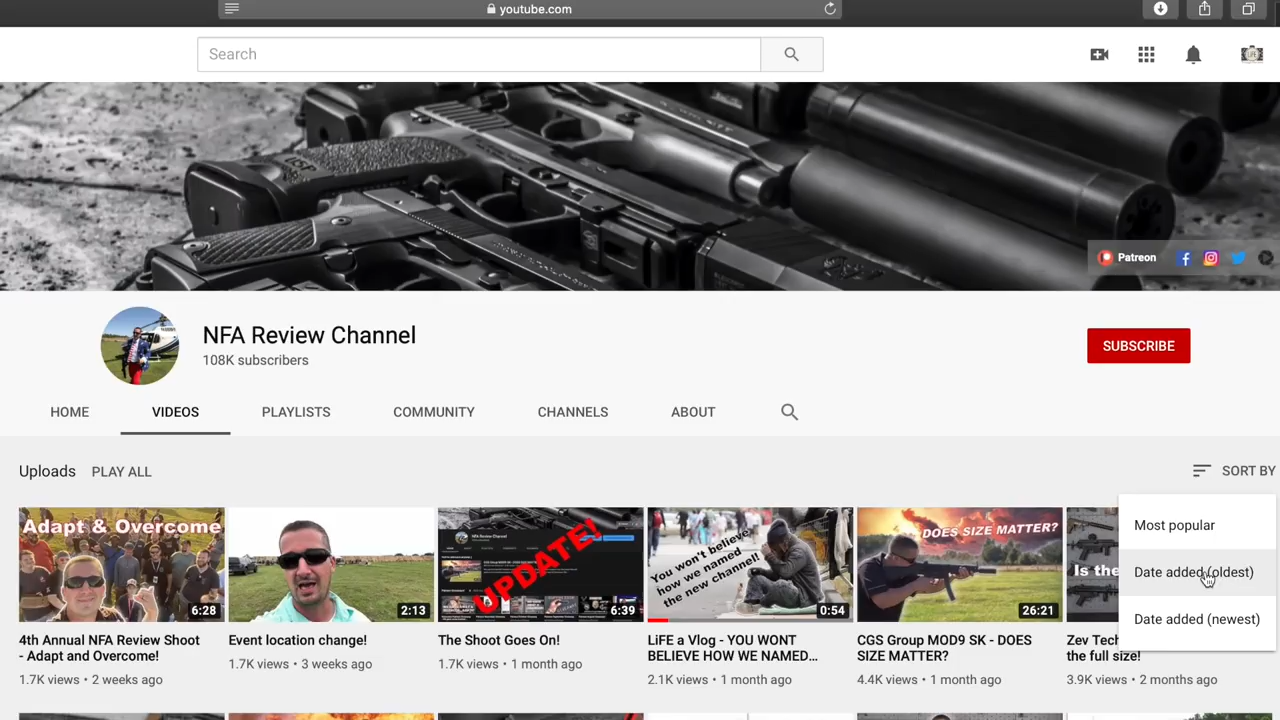 youtube.com
Search
Patreon
NFA Review Channel
108K subscribers
SUBSCRIBE
HOME VIDEOS PLAYLISTS COMMUNITY CHANNELS ABOUT
Uploads PLAY ALL SORT BY
Most popular
Date added (oldest)
Date added (newest)
Adapt & Overcome
6:28
2:13
UPDATE!
6:39
You won't believe
how we named
the new channel!
0:54
DOES SIZE MATTER?
26:21
Is the
4th Annual NFA Review Shoot
- Adapt and Overcome!
1.7K views • 2 weeks ago
Event location change!
1.7K views • 3 weeks ago
The Shoot Goes On!
1.7K views • 1 month ago
LiFE a Vlog - YOU WONT
BELIEVE HOW WE NAMED...
2.1K views • 1 month ago
CGS Group MOD9 SK - DOES
SIZE MATTER?
4.4K views • 1 month ago
Zev Tech
the full size!
3.9K views • 2 months ago